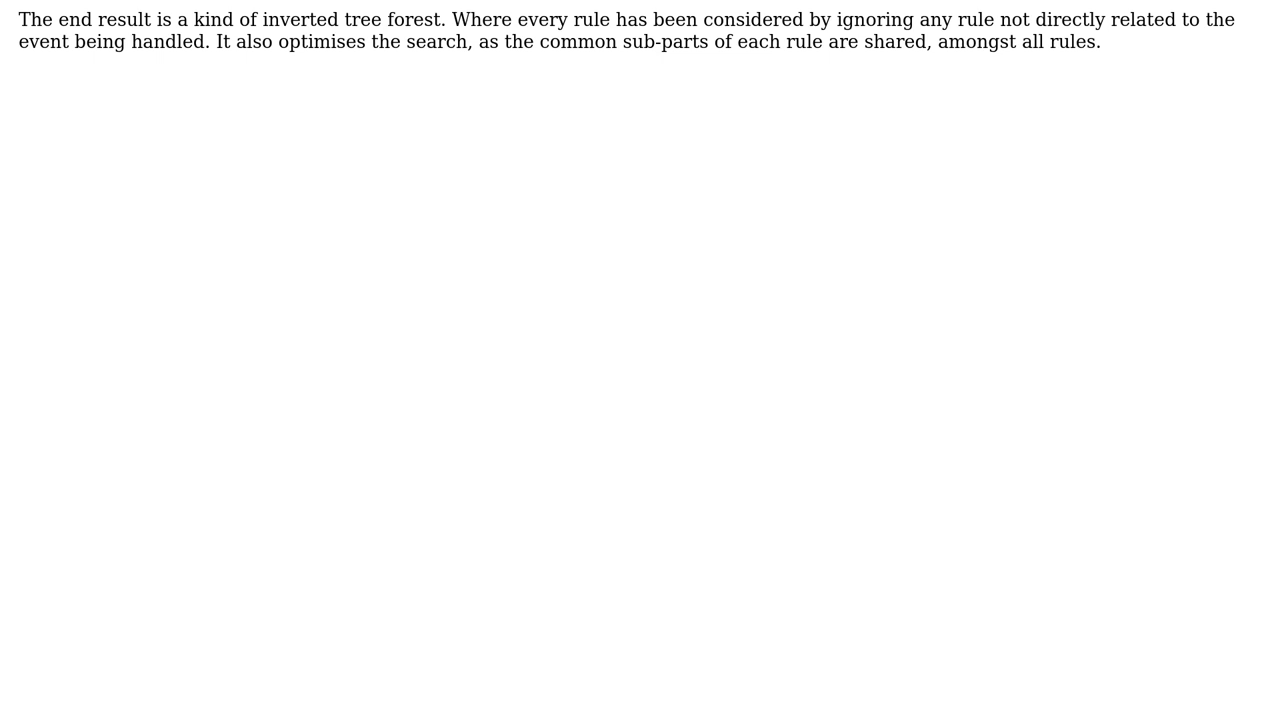 The end result is a kind of inverted tree forest. Where every rule has been considered by ignoring any rule not directly related to the
event being handled. It also optimises the search, as the common sub-parts of each rule are shared, amongst all rules.